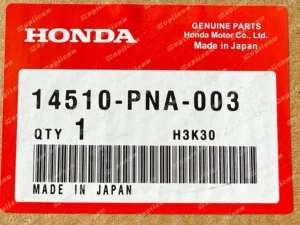 HONDA
GENUINE PARTS
Honda Motor Co., Ltd.
Made in Japan
14510-PNA-003
QTY 1
H3K30
MADE IN JAPAN